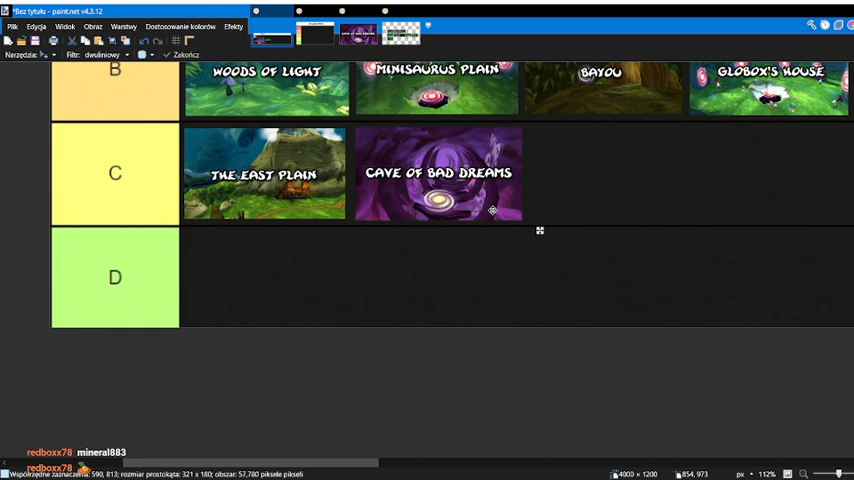 *Bez tytułu - paint.net v4.3.12
Plik Edycja Widok Obraz Warstwy Dostosowanie kolorów Efekty
Narzędzia: Filtr: dwuliniowy Zakończ
B
WOODS OF LIGHT
MINISAURUS PLAIN
BAYOU
GLOBOX'S HOUSE
C
THE EAST PLAIN
CAVE OF BAD DREAMS
D
redboxx78 mineral883
redboxx78
Współrzędne zaznaczenia: 590, 813; rozmiar prostokąta: 321 x 180; obszar: 57,780 piksele pikseli
4000 × 1200
854, 973
px
112%